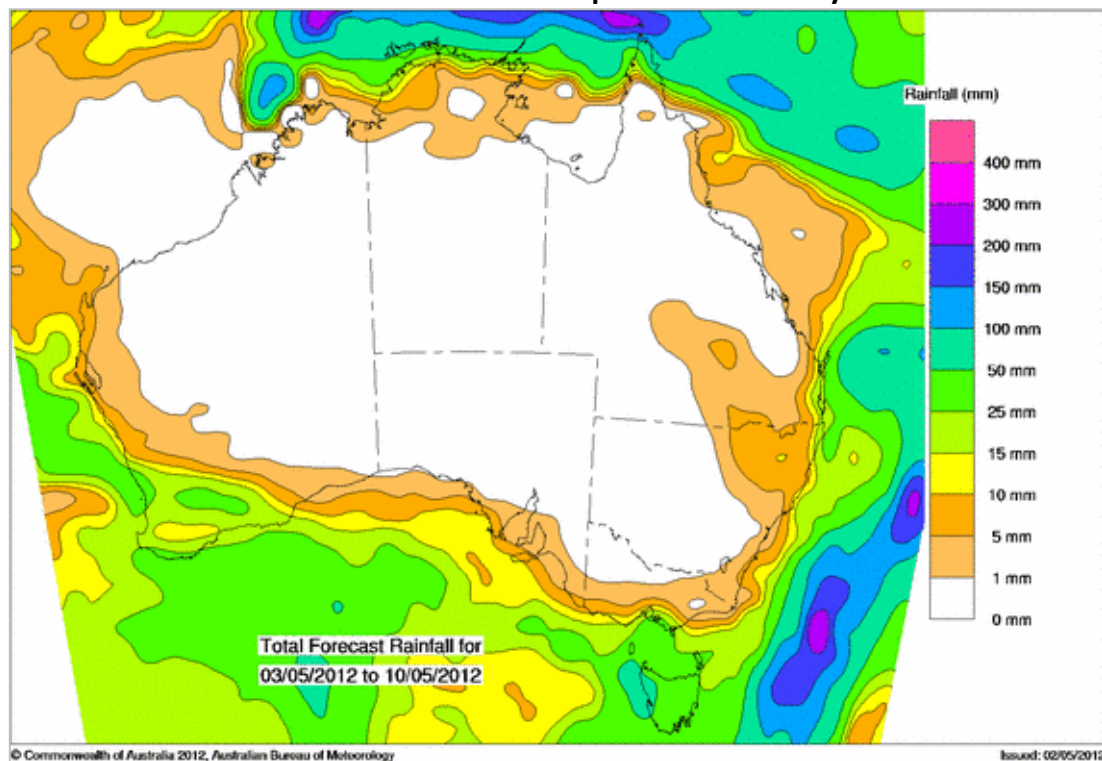 Rainfall (mm)
400 mm
300 mm
200 mm
150 mm
100 mm
50 mm
25 mm
15 mm
10 mm
5 mm
1 mm
0 mm
Total Forecast Rainfall for
03/05/2012 to 10/05/2012
© Commonwealth of Australia 2012, Australian Bureau of Meteorology
Issued: 02/05/2012